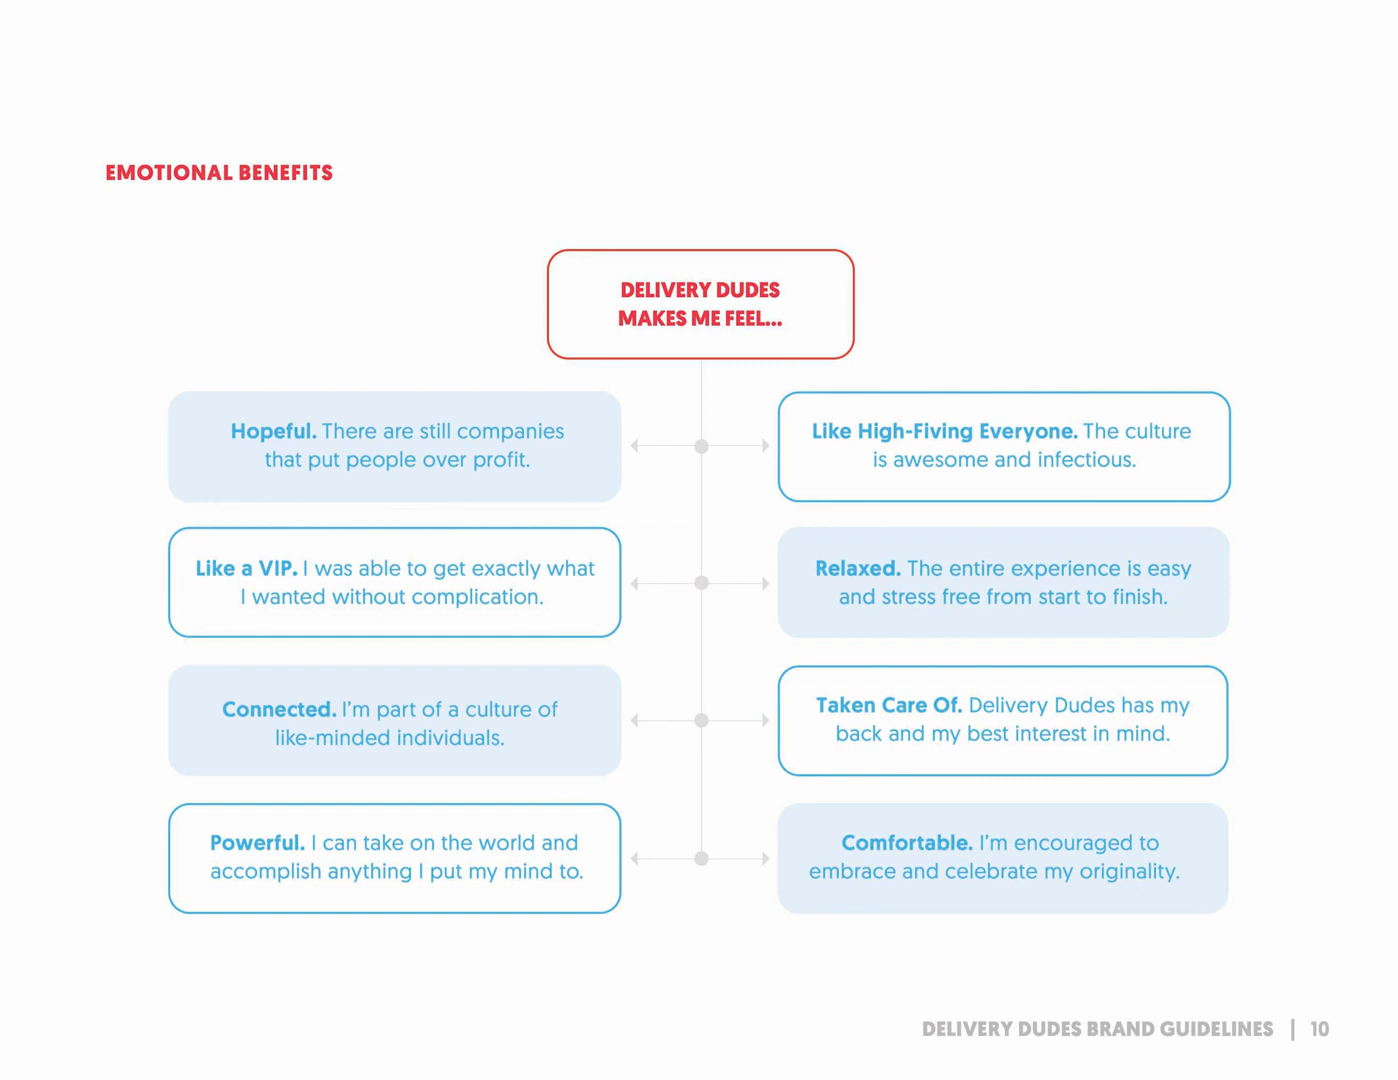 EMOTIONAL BENEFITS
DELIVERY DUDES
MAKES ME FEEL...
Hopeful. There are still companies
that put people over profit.
Like High-Fiving Everyone. The culture
is awesome and infectious.
Like a VIP. I was able to get exactly what
I wanted without complication.
Relaxed. The entire experience is easy
and stress free from start to finish.
Connected. I’m part of a culture of
like-minded individuals.
Taken Care Of. Delivery Dudes has my
back and my best interest in mind.
Powerful. I can take on the world and
accomplish anything I put my mind to.
Comfortable. I’m encouraged to
embrace and celebrate my originality.
DELIVERY DUDES BRAND GUIDELINES | 10